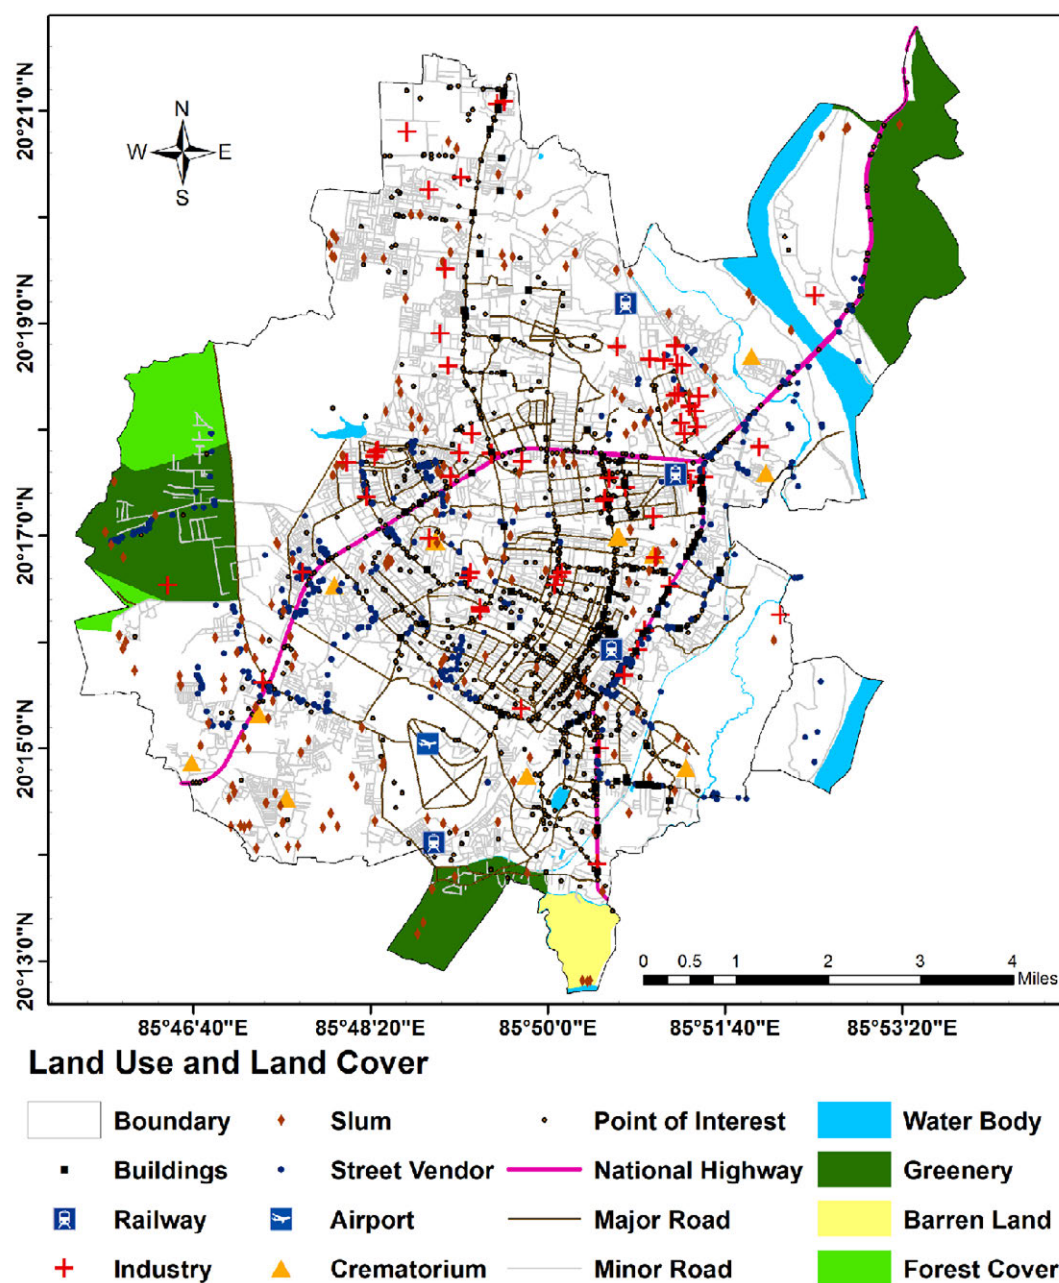 N
W E
S
20°21'0"N
20°19'0"N
20°17'0"N
20°15'0"N
20°13'0"N
0 0.5 1 2 3 4
Miles
85°46'40"E 85°48'20"E 85°50'0"E 85°51'40"E 85°53'20"E
Land Use and Land Cover
Boundary Slum Point of Interest Water Body
Buildings Street Vendor National Highway Greenery
Railway Airport Major Road Barren Land
Industry Crematorium Minor Road Forest Cover